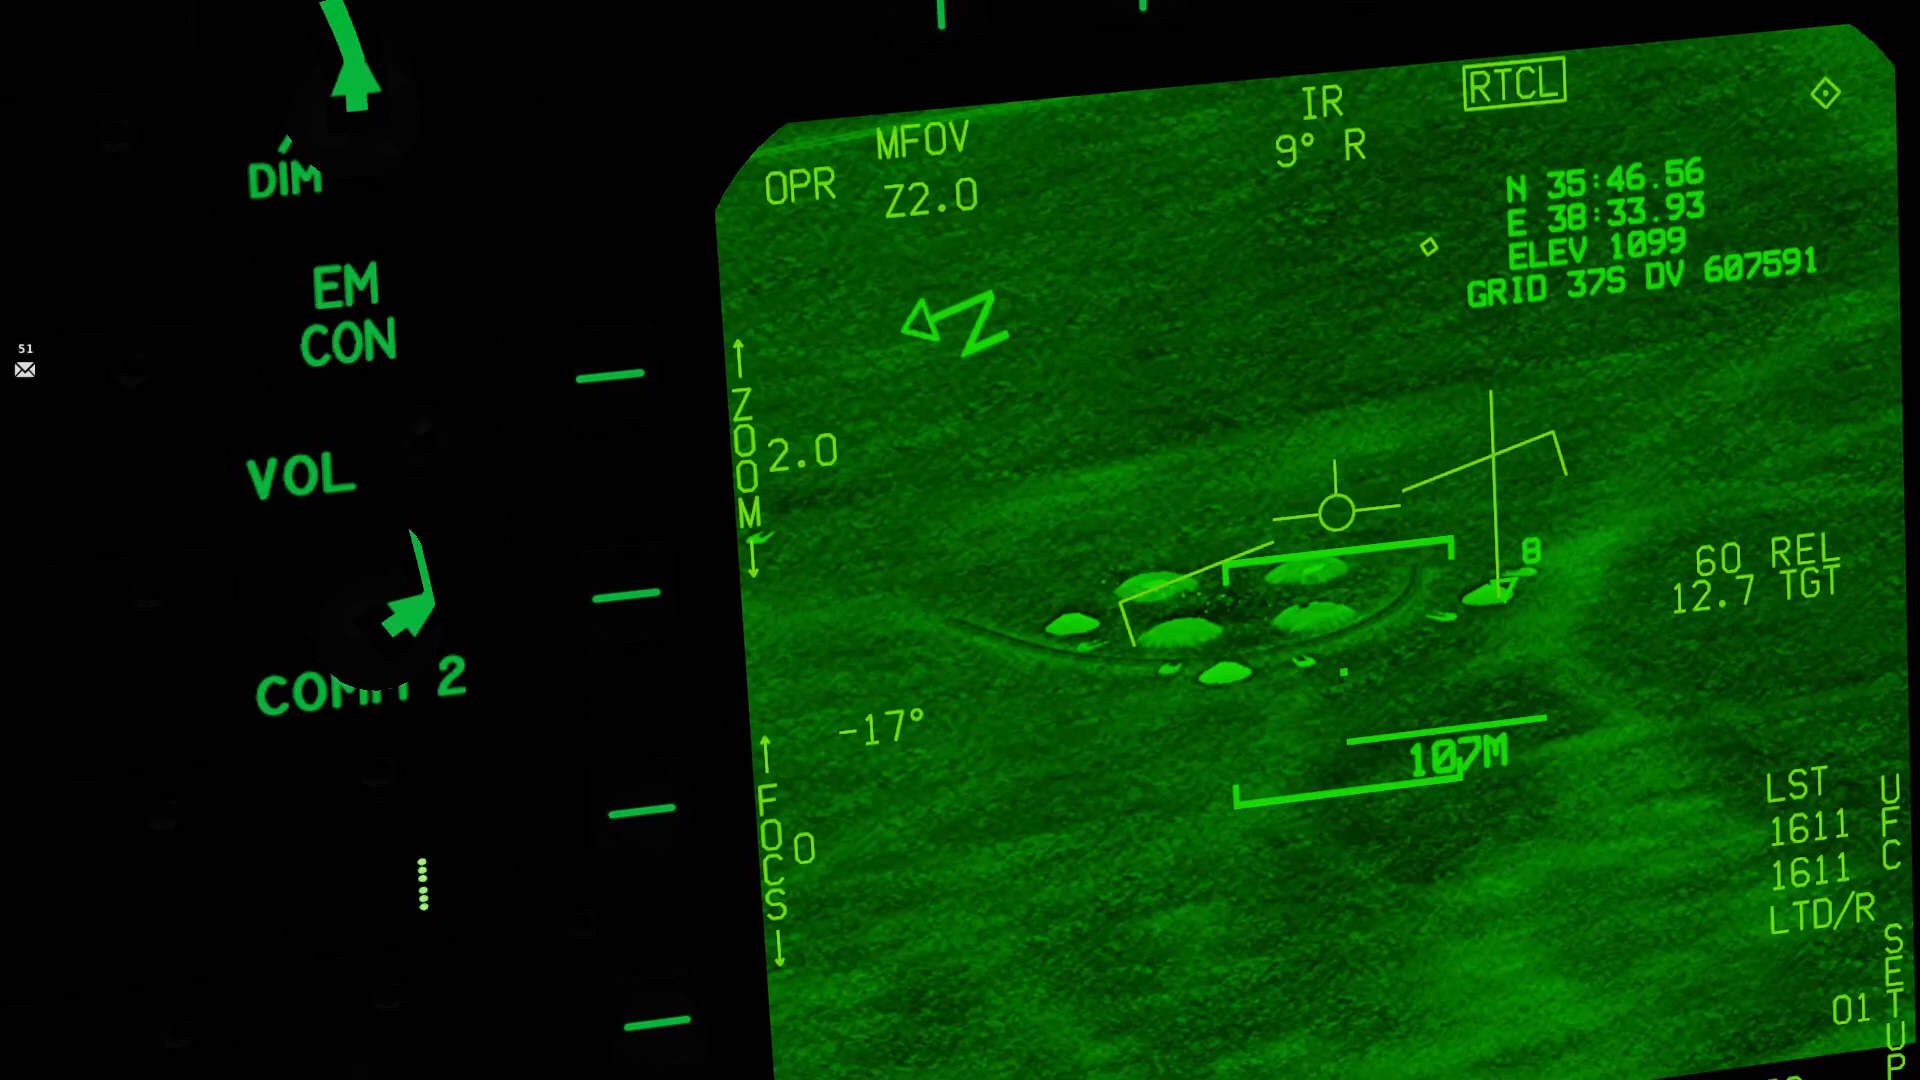 DIM
EM
CON
51
VOL
COMM 2
OPR
MFOV
Z2.0
IR
9° R
RTCL
N 35:46.56
E 38:33.93
ELEV 1099
GRID 37S DV 607591
N
ZOOM
2.0
8
60 REL
12.7 TGT
-17°
107M
FOCS
0
LST
1611
1611
LTD/R
UFC
SETUP
01